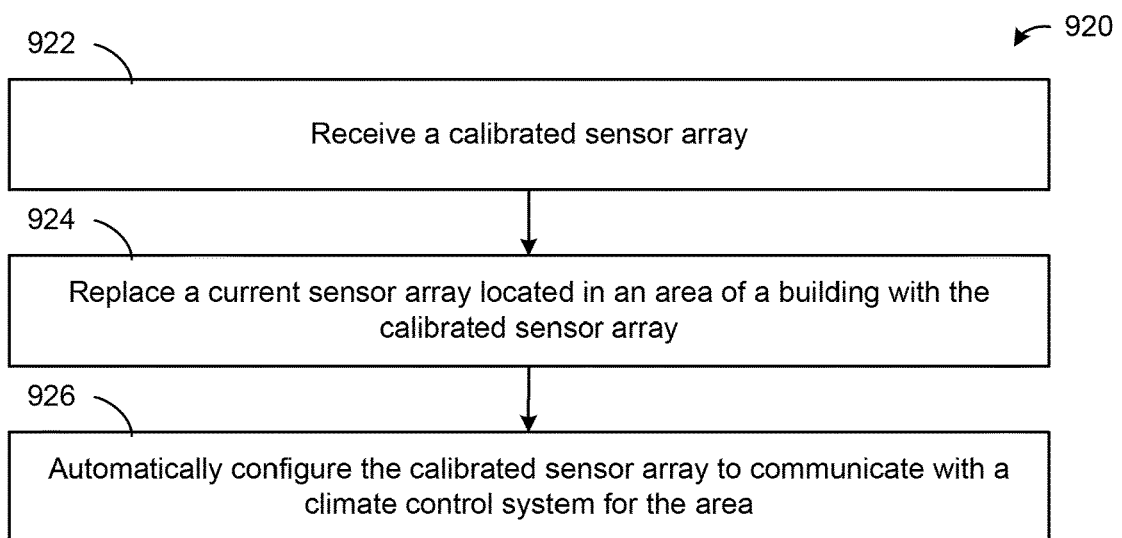 920
922
Receive a calibrated sensor array
924
Replace a current sensor array located in an area of a building with the
calibrated sensor array
926
Automatically configure the calibrated sensor array to communicate with a
climate control system for the area